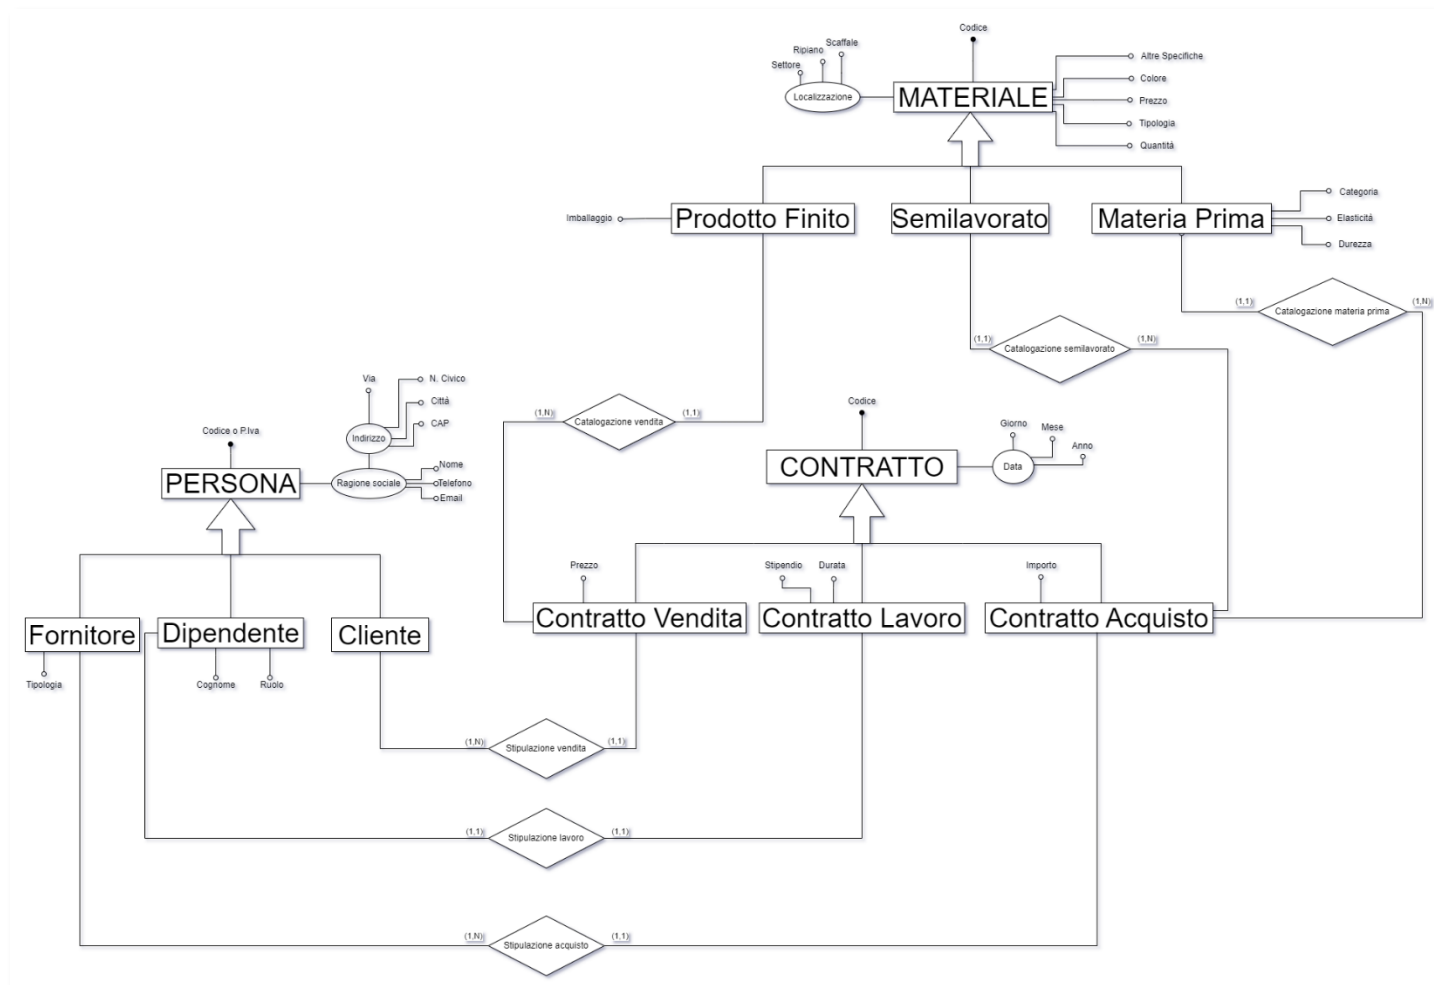 Codice
Scaffale
Ripiano
Settore
Localizzazione
MATERIALE
Altre Specifiche
Colore
Prezzo
Tipologia
Quantitá
Imballaggio
Prodotto Finito
Semilavorato
Materia Prima
Categoria
Elasticitá
Durezza
(1,1)
Catalogazione materia prima
(1,N)
(1,1)
Catalogazione semilavorato
(1,N)
(1,N)
Catalogazione vendita
(1,1)
Via
N. Civico
Cittá
CAP
Indirizzo
Codice o P.Iva
PERSONA
Ragione sociale
Nome
Telefono
Email
Codice
CONTRATTO
Giorno
Mese
Anno
Data
Prezzo
Stipendio
Durata
Importo
Contratto Vendita
Contratto Lavoro
Contratto Acquisto
Fornitore
Dipendente
Cliente
Tipologia
Cognome
Ruolo
(1,N)
Stipulazione vendita
(1,1)
(1,1)
Stipulazione lavoro
(1,1)
(1,N)
Stipulazione acquisto
(1,1)